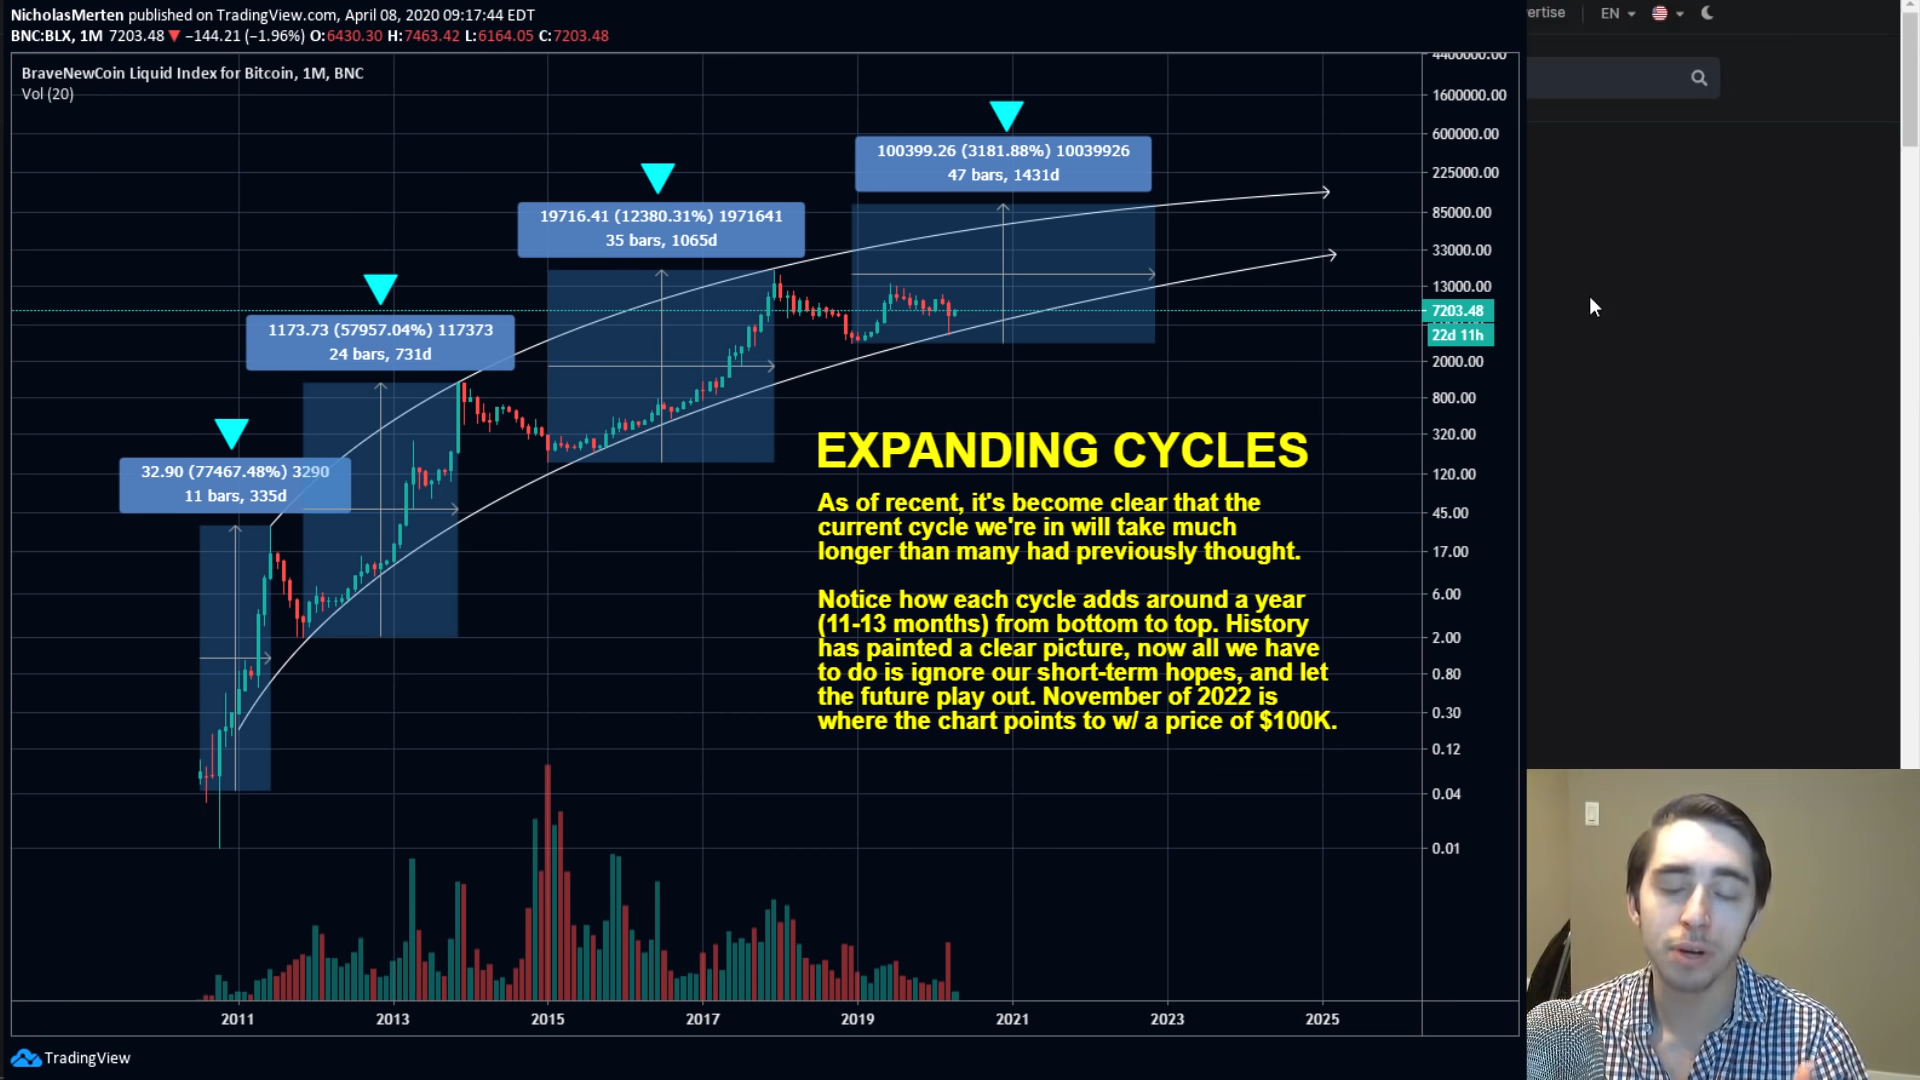 NicholasMerten published on TradingView.com, April 08, 2020 09:17:44 EDT
BNC:BLX, 1M 7203.48 ▼ −144.21 (−1.96%) O:6430.30 H:7463.42 L:6164.05 C:7203.48
ertise
EN
BraveNewCoin Liquid Index for Bitcoin, 1M, BNC
Vol (20)
4400000.00
1600000.00
600000.00
225000.00
85000.00
33000.00
13000.00
7203.48
22d 11h
2000.00
800.00
320.00
120.00
45.00
17.00
6.00
2.00
0.80
0.30
0.12
0.04
0.01
100399.26 (3181.88%) 10039926
47 bars, 1431d
19716.41 (12380.31%) 1971641
35 bars, 1065d
1173.73 (57957.04%) 117373
24 bars, 731d
32.90 (77467.48%) 3290
11 bars, 335d
EXPANDING CYCLES
As of recent, it's become clear that the
current cycle we're in will take much
longer than many had previously thought.
Notice how each cycle adds around a year
(11-13 months) from bottom to top. History
has painted a clear picture, now all we have
to do is ignore our short-term hopes, and let
the future play out. November of 2022 is
where the chart points to w/ a price of $100K.
2011
2013
2015
2017
2019
2021
2023
2025
TradingView